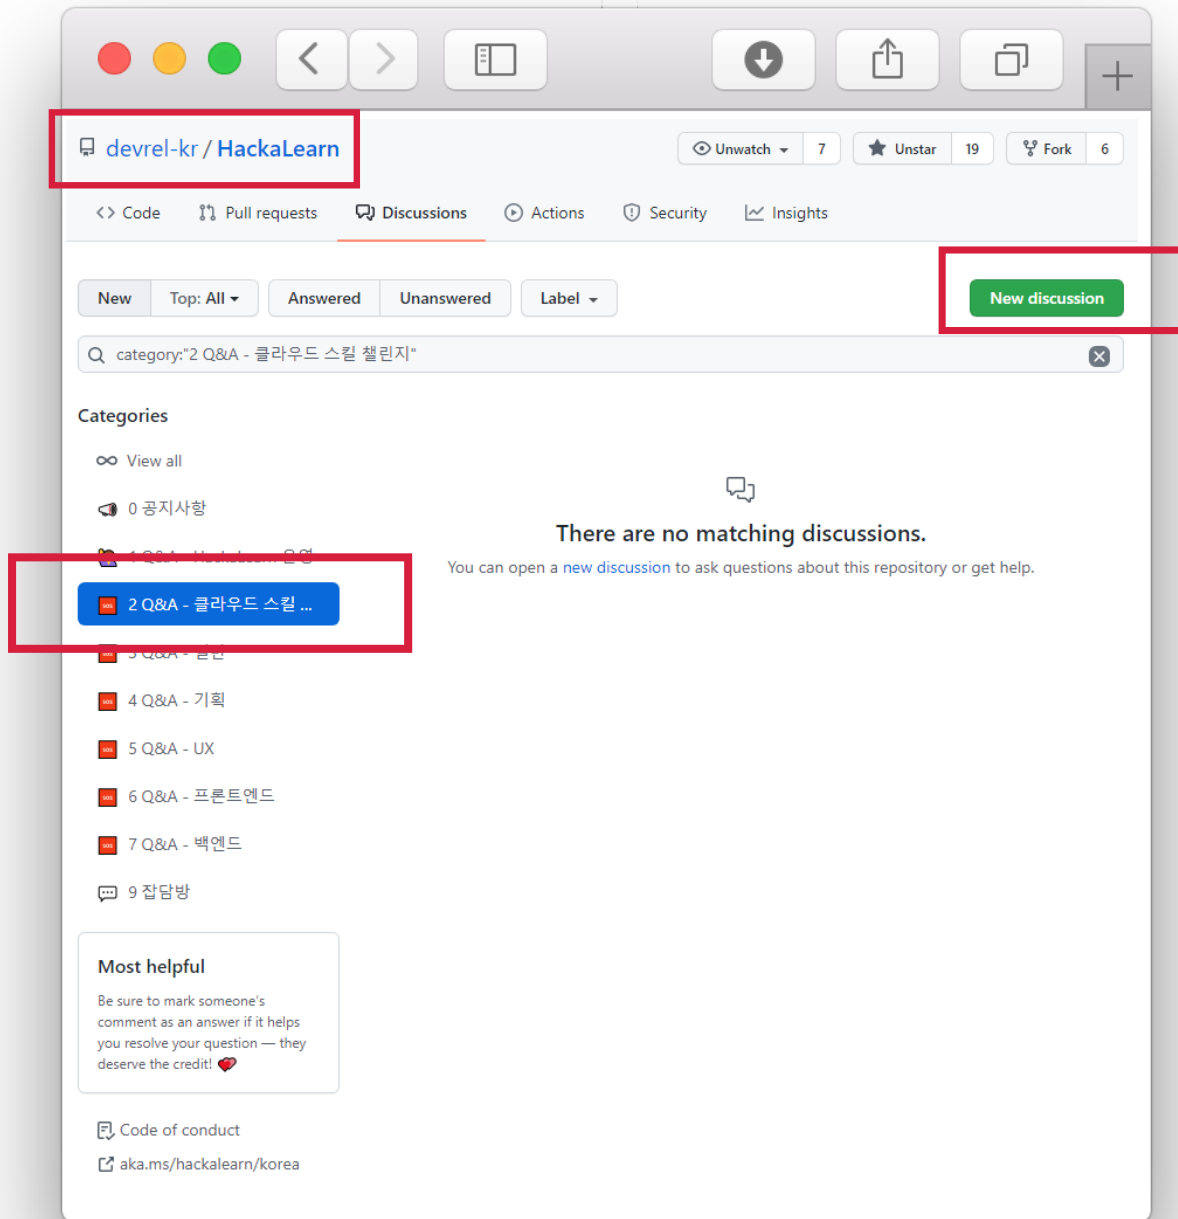 devrel-kr / HackaLearn
Unwatch 7 Unstar 19 Fork 6
Code Pull requests Discussions Actions Security Insights
New Top: All Answered Unanswered Label New discussion
category:"2 Q&A - 클라우드 스킬 챌린지"
Categories
View all
0 공지사항
1 Q&A - HackaLearn 운영
2 Q&A - 클라우드 스킬 ...
3 Q&A -
4 Q&A - 기획
5 Q&A - UX
6 Q&A - 프론트엔드
7 Q&A - 백엔드
9 잡담방
There are no matching discussions.
You can open a new discussion to ask questions about this repository or get help.
Most helpful
Be sure to mark someone's
comment as an answer if it helps
you resolve your question — they
deserve the credit!
Code of conduct
aka.ms/hackalearn/korea